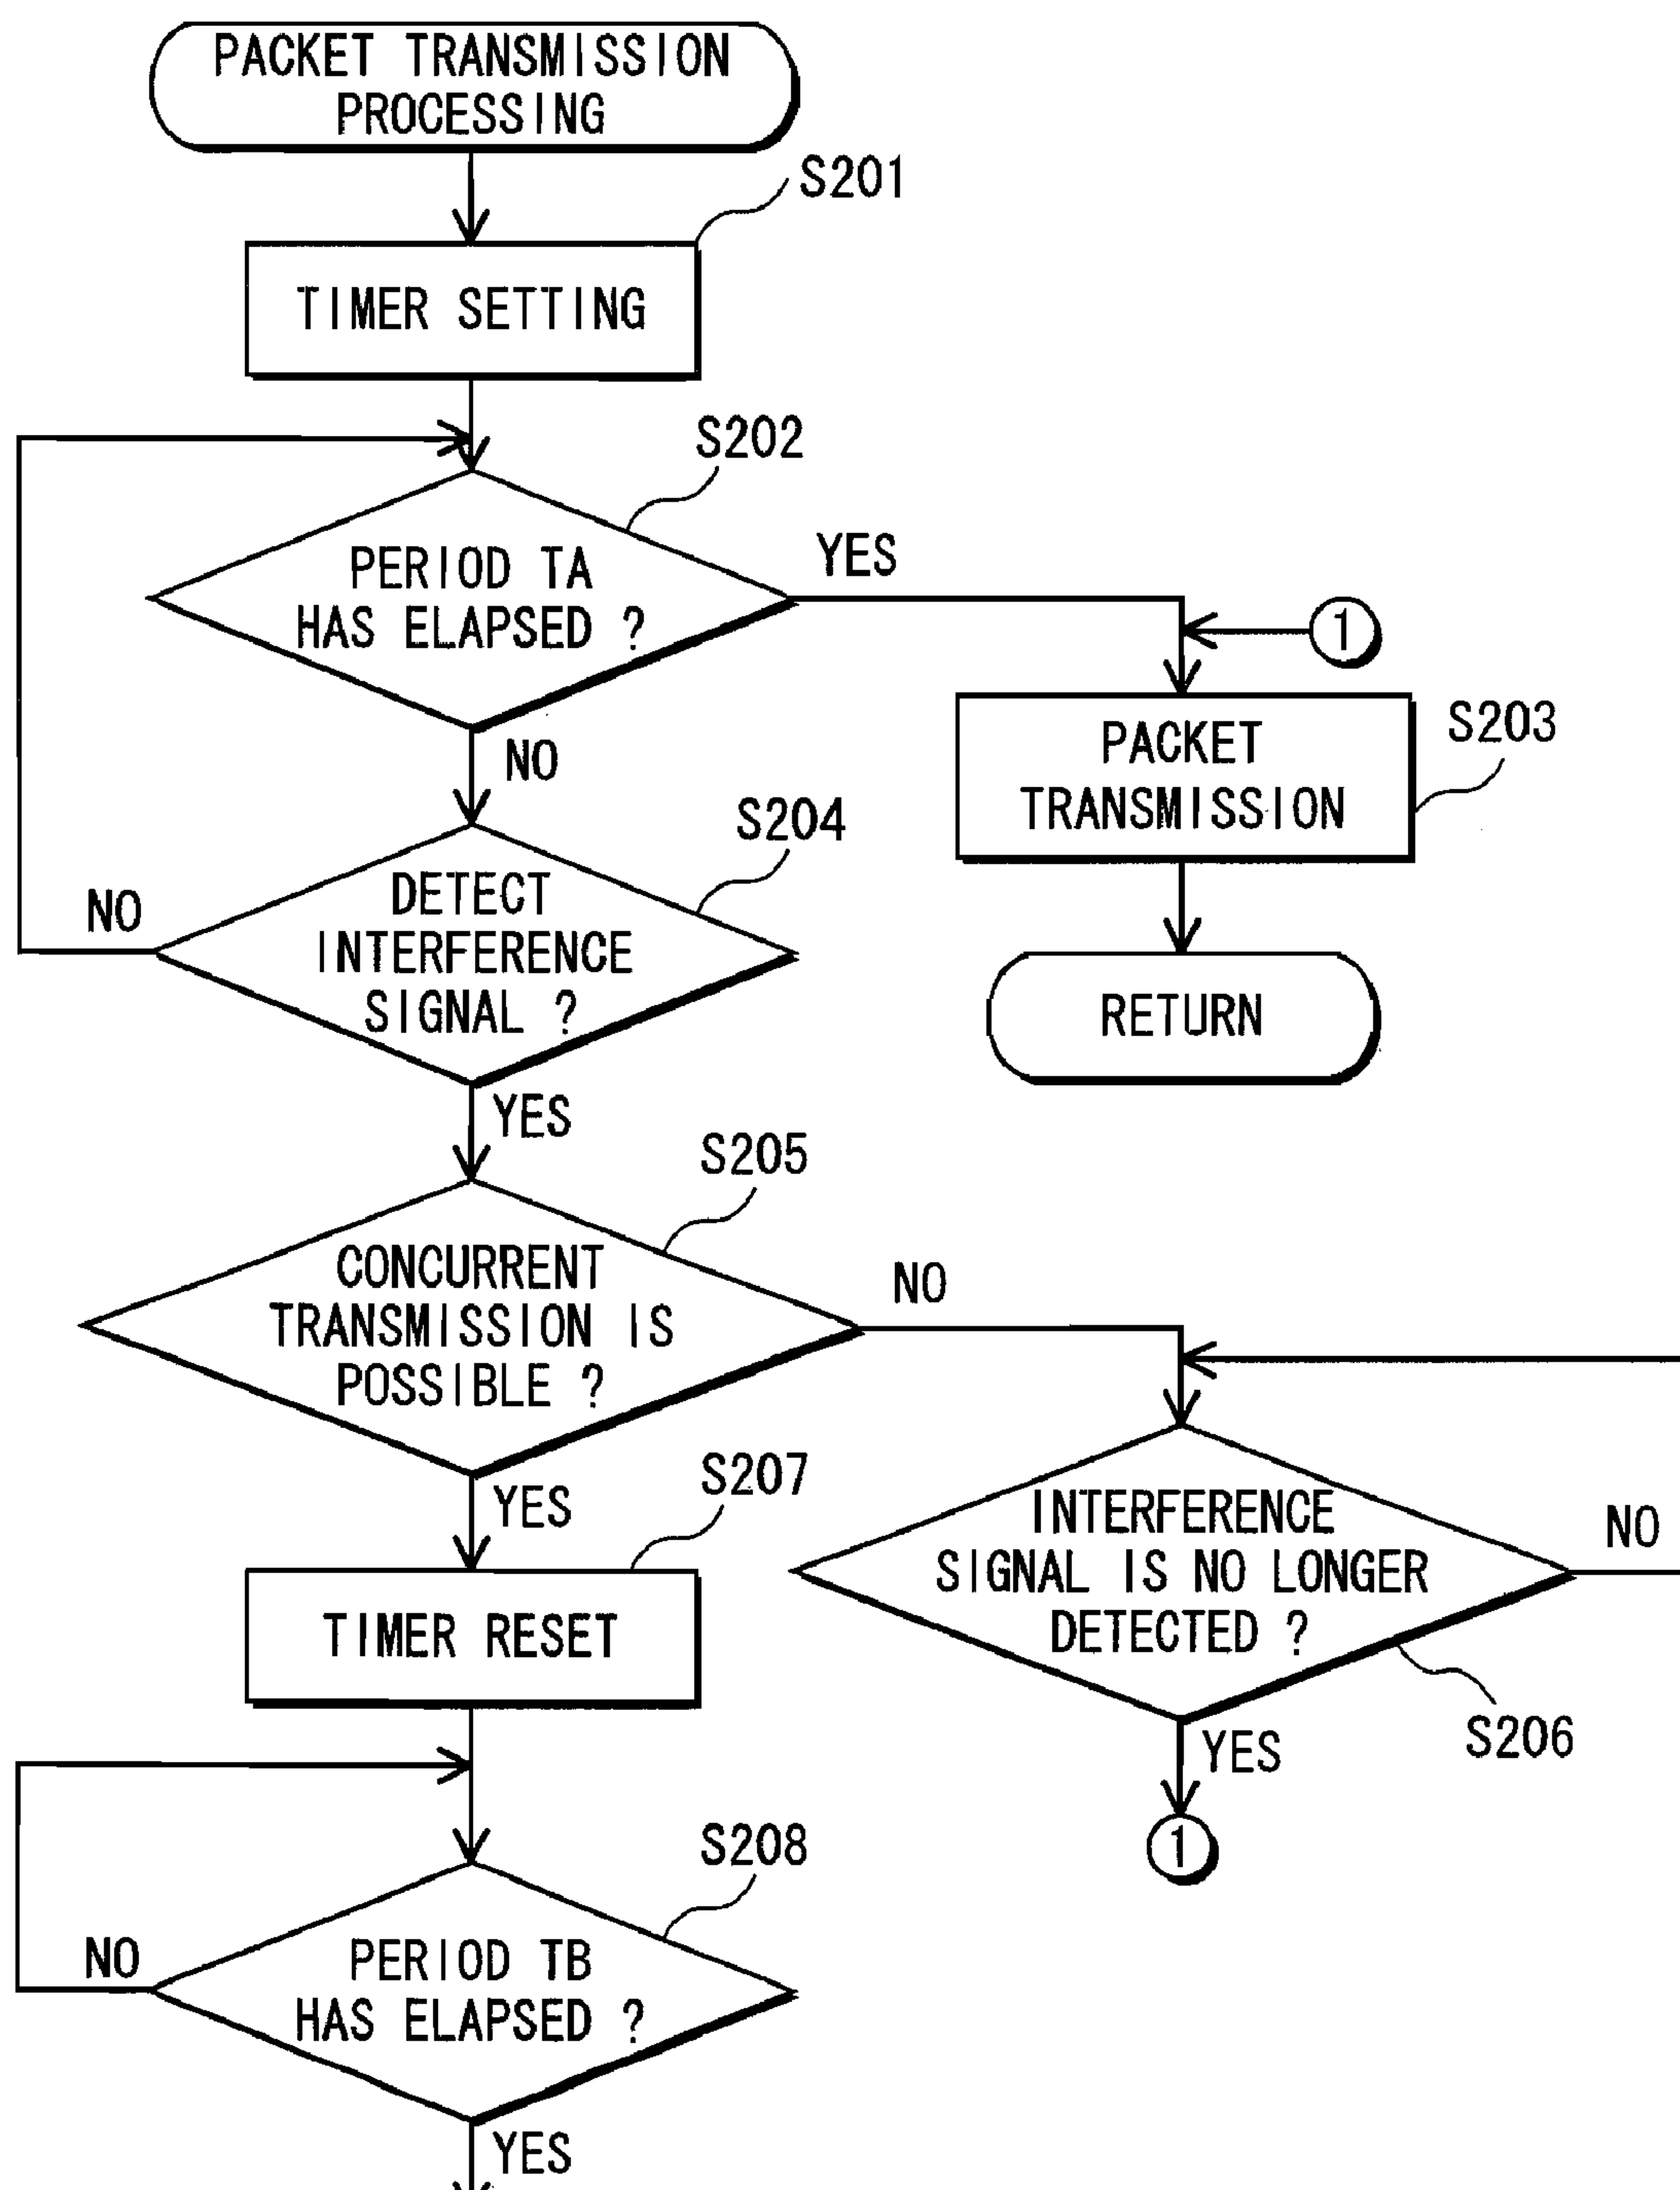 PACKET TRANSMISSION
PROCESSING
S201
TIMER SETTING
S202
PERIOD TA
HAS ELAPSED ?
YES
1
NO
PACKET
TRANSMISSION
S203
S204
DETECT
INTERFERENCE
SIGNAL ?
NO
RETURN
YES
S205
CONCURRENT
TRANSMISSION IS
POSSIBLE ?
NO
YES
S207
INTERFERENCE
SIGNAL IS NO LONGER
DETECTED ?
NO
TIMER RESET
S206
YES
1
S208
PERIOD TB
HAS ELAPSED ?
NO
YES